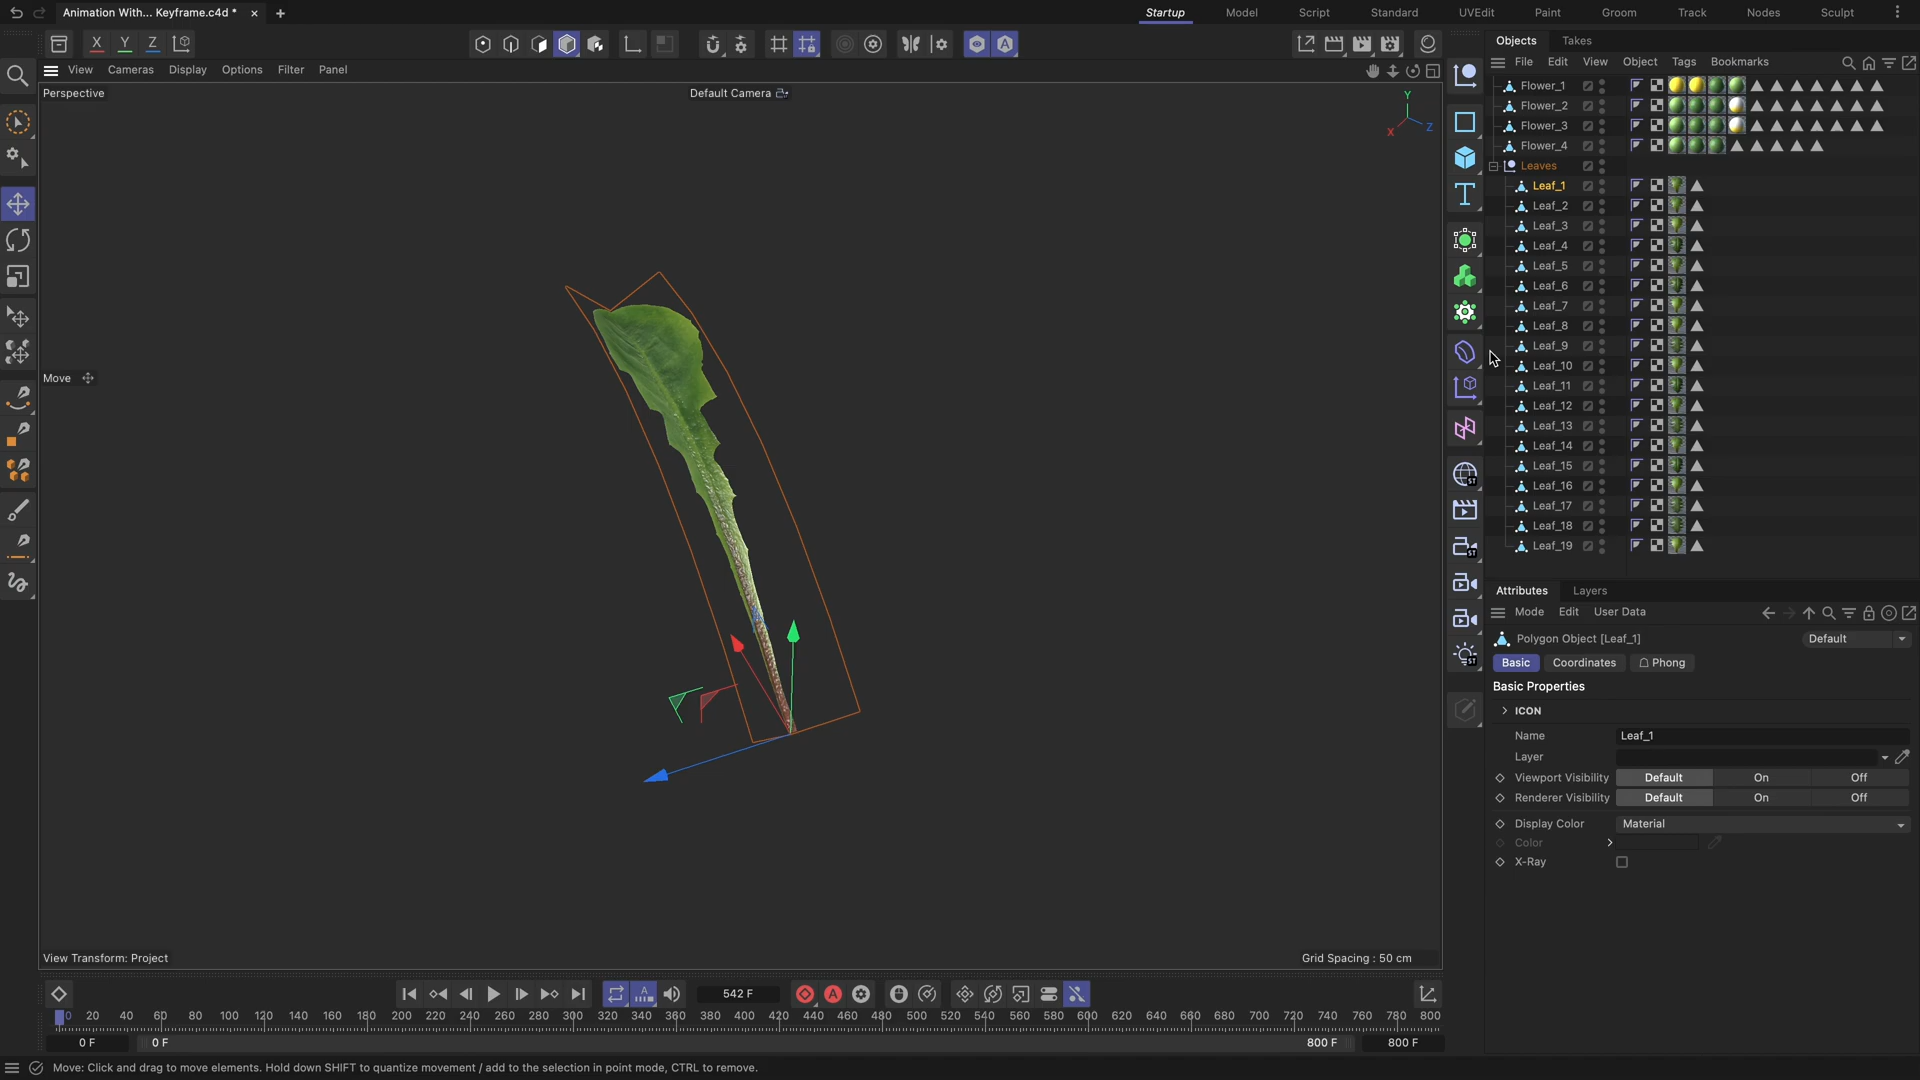 Animation With... Keyframe.c4d *
Startup Model Script Standard UVEdit Paint Groom Track Nodes Sculpt
X Y Z
Objects Takes
File Edit View Object Tags Bookmarks
View Cameras Display Options Filter Panel
Perspective
Default Camera
Y
X Z
Move
Flower_1
Flower_2
Flower_3
Flower_4
Leaves
Leaf_1
Leaf_2
Leaf_3
Leaf_4
Leaf_5
Leaf_6
Leaf_7
Leaf_8
Leaf_9
Leaf_10
Leaf_11
Leaf_12
Leaf_13
Leaf_14
Leaf_15
Leaf_16
Leaf_17
Leaf_18
Leaf_19
Attributes Layers
Mode Edit User Data
Polygon Object [Leaf_1]
Default
Basic Coordinates Phong
Basic Properties
ICON
Name Leaf_1
Layer
Viewport Visibility Default On Off
Renderer Visibility Default On Off
Display Color Material
Color
X-Ray
View Transform: Project
Grid Spacing : 50 cm
542 F
0 20 40 60 80 100 120 140 160 180 200 220 240 260 280 300 320 340 360 380 400 420 440 460 480 500 520 540 560 580 600 620 640 660 680 700 720 740 760 780 800
0 F 0 F 800 F 800 F
Move: Click and drag to move elements. Hold down SHIFT to quantize movement / add to the selection in point mode, CTRL to remove.